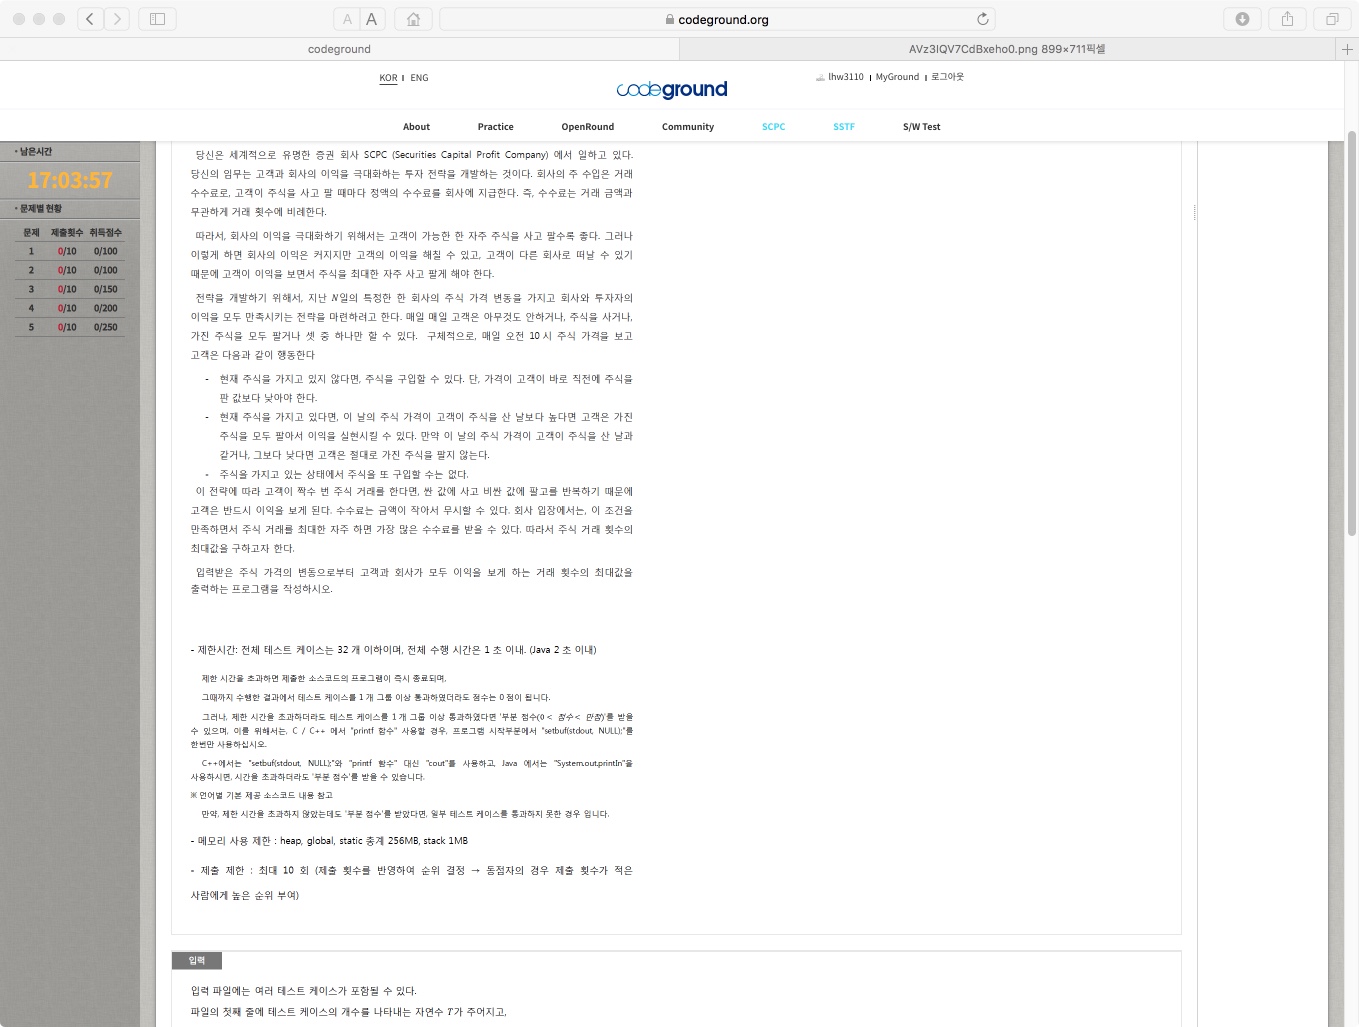 A A codeground.org
codeground AVz3IQV7CdBxeho0.png 899×711픽셀
KOR ENG codeground lhw3110 MyGround 로그아웃
About Practice OpenRound Community SCPC SSTF S/W Test
• 남은시간
17:03:57
• 문제별 현황
문제 제출횟수 취득점수
1 0/10 0/100
2 0/10 0/100
3 0/10 0/150
4 0/10 0/200
5 0/10 0/250
당신은 세계적으로 유명한 증권 회사 SCPC (Securities Capital Profit Company) 에서 일하고 있다.
당신의 임무는 고객과 회사의 이익을 극대화하는 투자 전략을 개발하는 것이다. 회사의 주 수입은 거래
수수료로, 고객이 주식을 사고 팔 때마다 정액의 수수료를 회사에 지급한다. 즉, 수수료는 거래 금액과
무관하게 거래 횟수에 비례한다.
따라서, 회사의 이익을 극대화하기 위해서는 고객이 가능한 한 자주 주식을 사고 팔수록 좋다. 그러나
이렇게 하면 회사의 이익은 커지지만 고객의 이익을 해칠 수 있고, 고객이 다른 회사로 떠날 수 있기
때문에 고객이 이익을 보면서 주식을 최대한 자주 사고 팔게 해야 한다.
전략을 개발하기 위해서, 지난 N일의 특정한 한 회사의 주식 가격 변동을 가지고 회사와 투자자의
이익을 모두 만족시키는 전략을 마련하려고 한다. 매일 매일 고객은 아무것도 안하거나, 주식을 사거나,
가진 주식을 모두 팔거나 셋 중 하나만 할 수 있다. 구체적으로, 매일 오전 10 시 주식 가격을 보고
고객은 다음과 같이 행동한다
- 현재 주식을 가지고 있지 않다면, 주식을 구입할 수 있다. 단, 가격이 고객이 바로 직전에 주식을
판 값보다 낮아야 한다.
- 현재 주식을 가지고 있다면, 이 날의 주식 가격이 고객이 주식을 산 날보다 높다면 고객은 가진
주식을 모두 팔아서 이익을 실현시킬 수 있다. 만약 이 날의 주식 가격이 고객이 주식을 산 날과
같거나, 그보다 낮다면 고객은 절대로 가진 주식을 팔지 않는다.
- 주식을 가지고 있는 상태에서 주식을 또 구입할 수는 없다.
이 전략에 따라 고객이 짝수 번 주식 거래를 한다면, 싼 값에 사고 비싼 값에 팔고를 반복하기 때문에
고객은 반드시 이익을 보게 된다. 수수료는 금액이 작아서 무시할 수 있다. 회사 입장에서는, 이 조건을
만족하면서 주식 거래를 최대한 자주 하면 가장 많은 수수료를 받을 수 있다. 따라서 주식 거래 횟수의
최대값을 구하고자 한다.
입력받은 주식 가격의 변동으로부터 고객과 회사가 모두 이익을 보게 하는 거래 횟수의 최대값을
출력하는 프로그램을 작성하시오.
- 제한시간: 전체 테스트 케이스는 32 개 이하이며, 전체 수행 시간은 1 초 이내. (Java 2 초 이내)
제한 시간을 초과하면 제출한 소스코드의 프로그램이 즉시 종료되며,
그때까지 수행한 결과에서 테스트 케이스를 1 개 그룹 이상 통과하였더라도 점수는 0 점이 됩니다.
그러나, 제한 시간을 초과하더라도 테스트 케이스를 1 개 그룹 이상 통과하였다면 '부분 점수(0 < 점수 < 만점)'를 받을
수 있으며, 이를 위해서는, C / C++ 에서 "printf 함수" 사용할 경우, 프로그램 시작부분에서 "setbuf(stdout, NULL);"를
한번만 사용하십시오.
C++에서는 "setbuf(stdout, NULL);"와 "printf 함수" 대신 "cout"를 사용하고, Java 에서는 "System.out.println"을
사용하시면, 시간을 초과하더라도 '부분 점수'를 받을 수 있습니다.
※ 언어별 기본 제공 소스코드 내용 참고
만약, 제한 시간을 초과하지 않았는데도 '부분 점수'를 받았다면, 일부 테스트 케이스를 통과하지 못한 경우 입니다.
- 메모리 사용 제한 : heap, global, static 총계 256MB, stack 1MB
- 제출 제한 : 최대 10 회 (제출 횟수를 반영하여 순위 결정 → 동점자의 경우 제출 횟수가 적은
사람에게 높은 순위 부여)
입력
입력 파일에는 여러 테스트 케이스가 포함될 수 있다.
파일의 첫째 줄에 테스트 케이스의 개수를 나타내는 자연수 T가 주어지고,